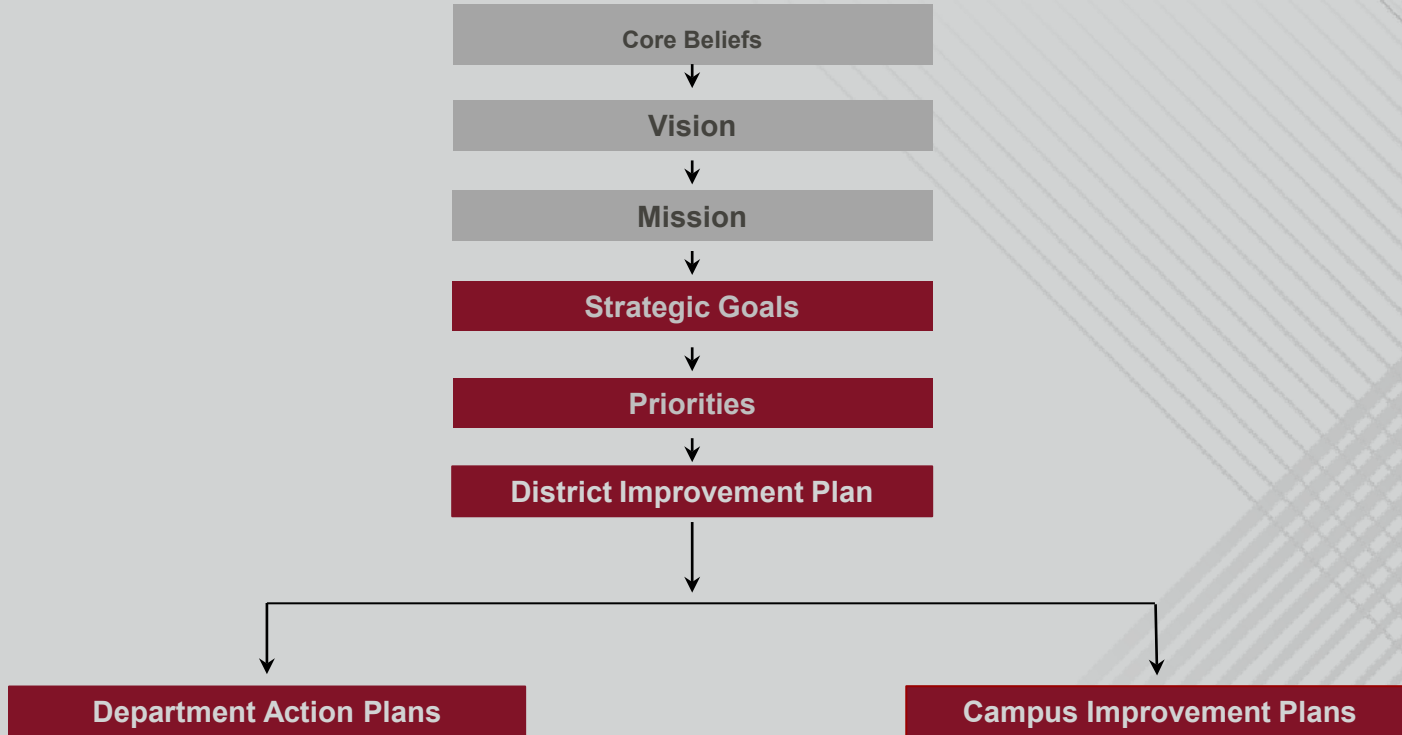 Core Beliefs
Vision
Mission
Strategic Goals
Priorities
District Improvement Plan
Department Action Plans
Campus Improvement Plans